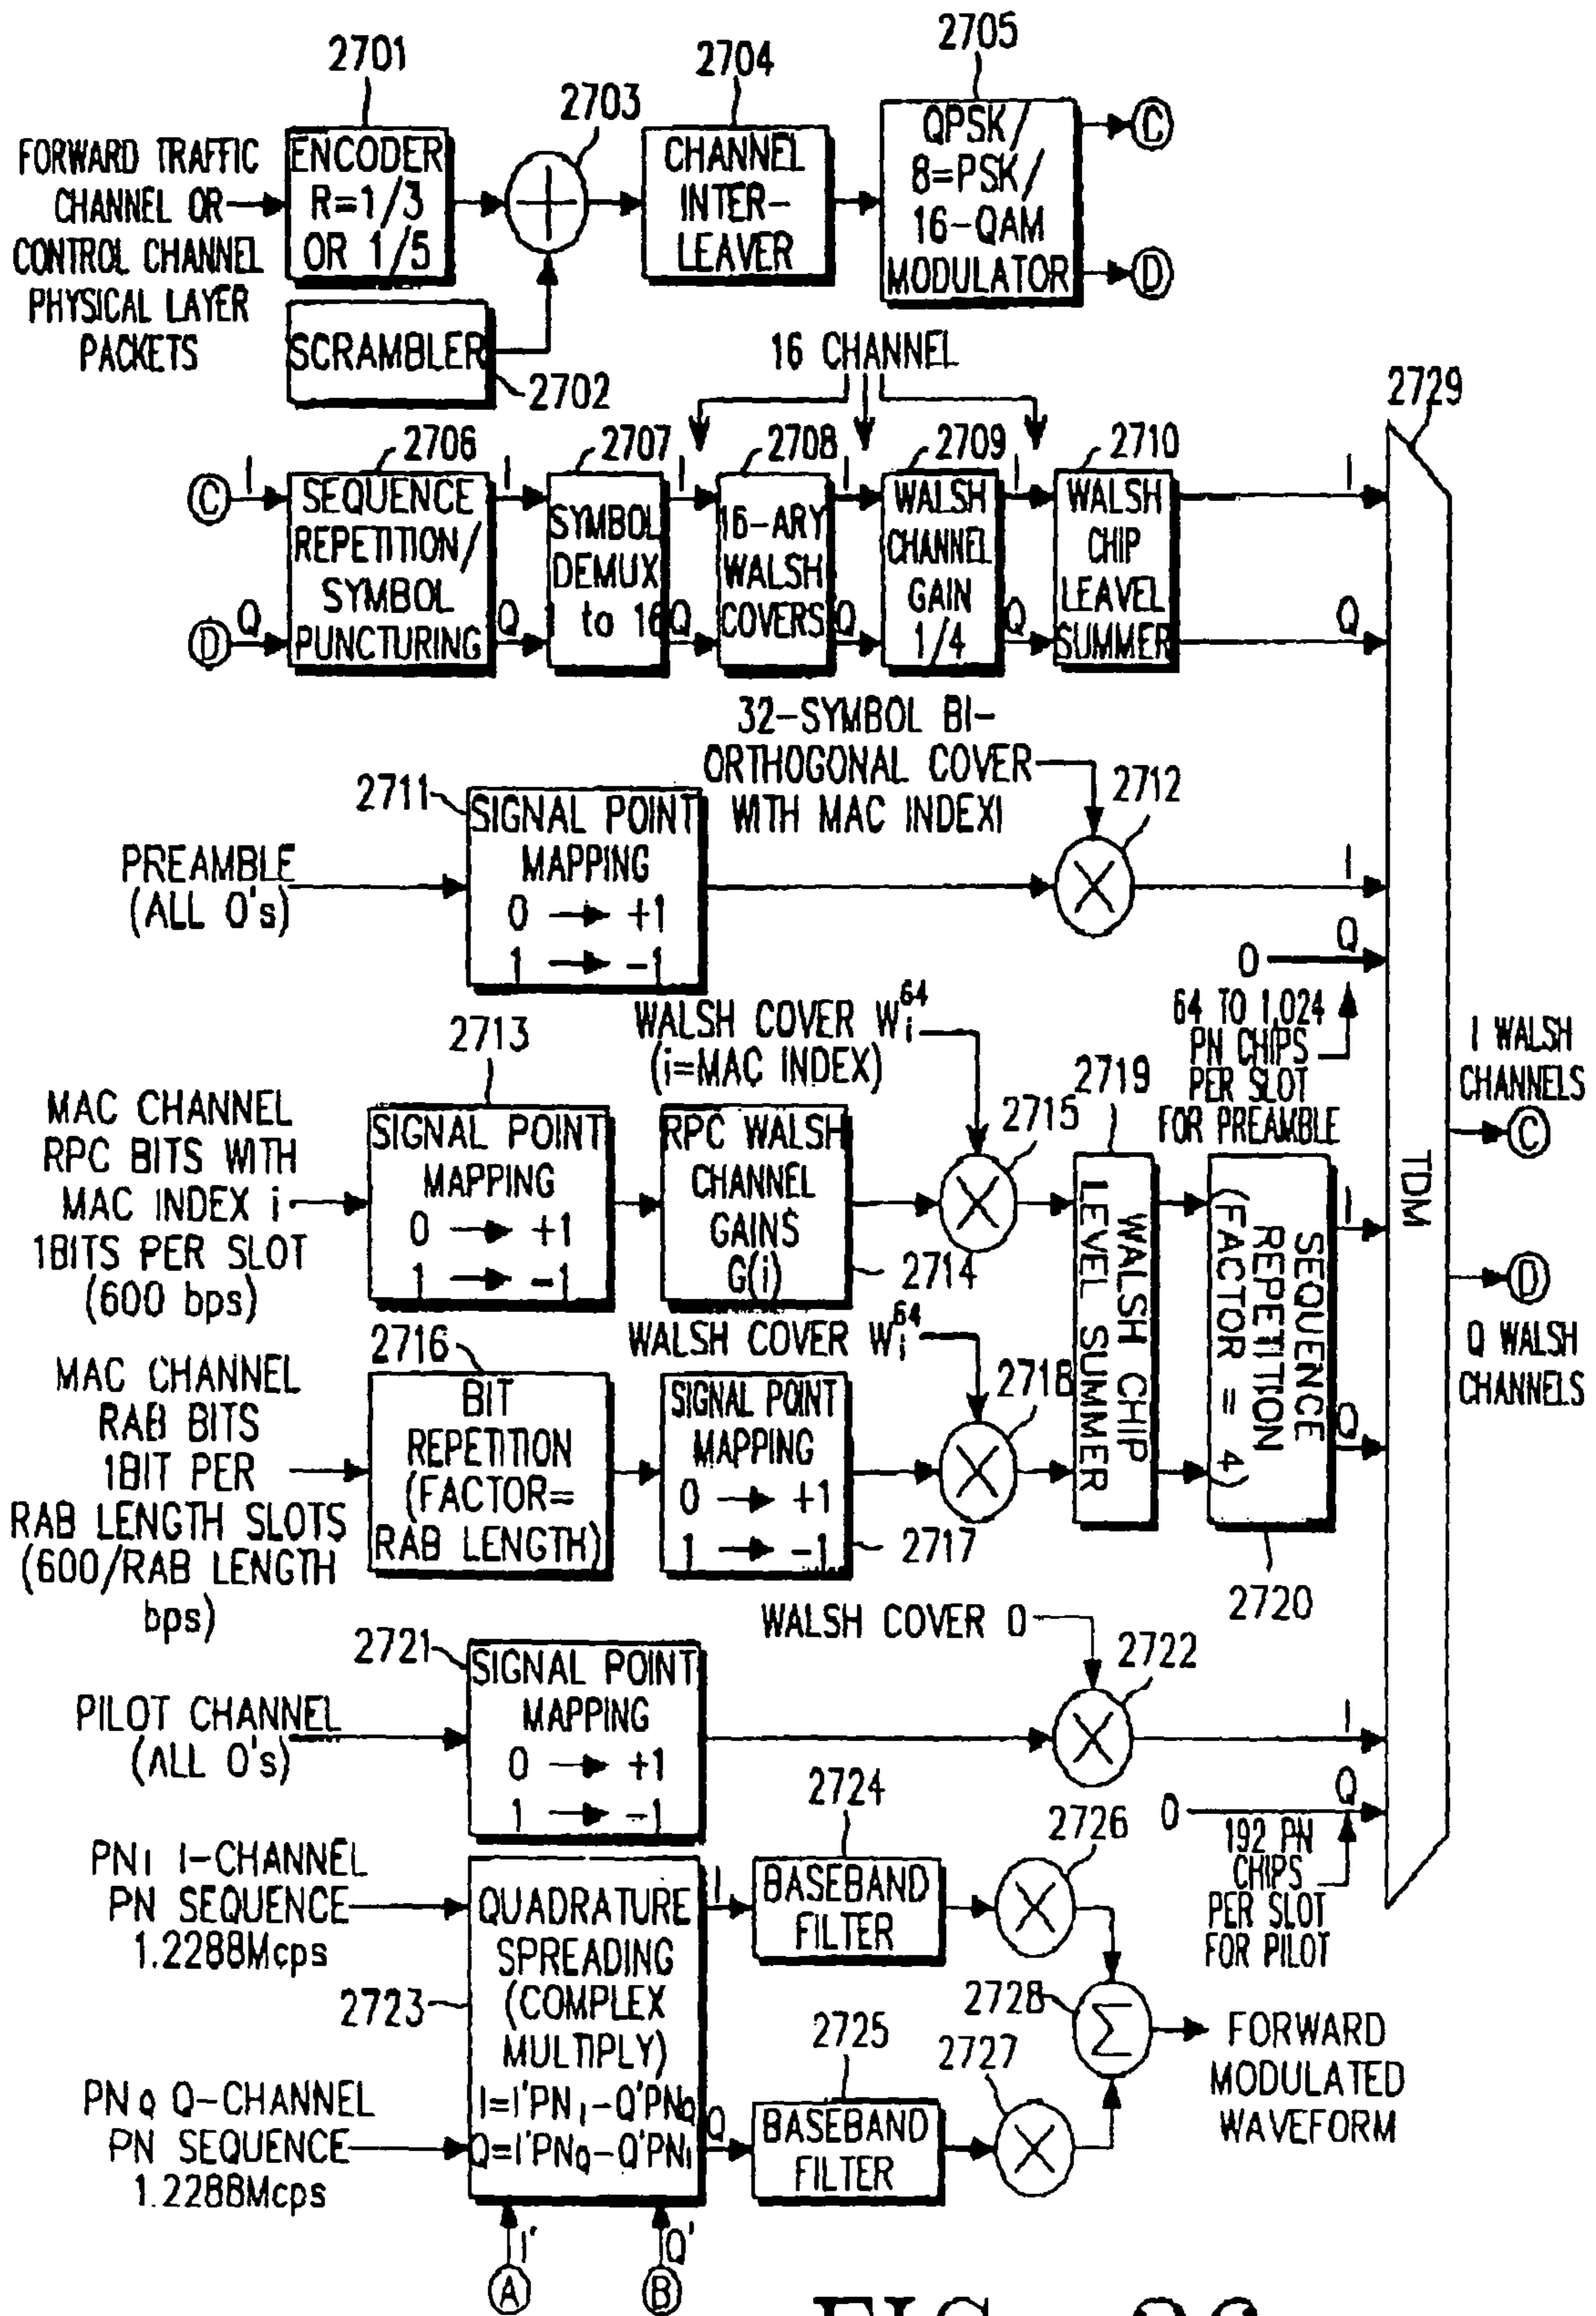 2701
2703
2704
2705
FORWARD TRAFFIC
CHANNEL OR
CONTROL CHANNEL
PHYSICAL LAYER
PACKETS
ENCODER
R=1/3
OR 1/5
CHANNEL
INTER-
LEAVER
QPSK/
8=PSK/
16-QAM
MODULATOR
C
D
SCRAMBLER
2702
16 CHANNEL
2729
2706
2707
2708
2709
2710
C
I
D
Q
SEQUENCE
REPETITION/
SYMBOL
PUNCTURING
I
Q
SYMBOL
DEMUX
1 to 16
I
Q
16-ARY
WALSH
COVERS
I
Q
WALSH
CHANNEL
GAIN
1/4
I
Q
WALSH
CHIP
LEAVEL
SUMMER
I
Q
32-SYMBOL BI-
ORTHOGONAL COVER
WITH MAC INDEXI
2711
2712
PREAMBLE
(ALL 0's)
SIGNAL POINT
MAPPING
0 → +1
1 → -1
I
Q
0
64 TO 1,024
PN CHIPS
PER SLOT
FOR PREAMBLE
2713
WALSH COVER W_i^64
(i=MAC INDEX)
MAC CHANNEL
RPC BITS WITH
MAC INDEX i
1BITS PER SLOT
(600 bps)
SIGNAL POINT
MAPPING
0 → +1
1 → -1
RPC WALSH
CHANNEL
GAINS
G(i)
2714
2715
2719
WALSH CHIP
LEVEL SUMMER
SEQUENCE
REPETITION
(FACTOR = 4)
I
Q
2720
TDM
I WALSH
CHANNELS
C
D
Q WALSH
CHANNELS
2716
WALSH COVER W_i^64
MAC CHANNEL
RAB BITS
1BIT PER
RAB LENGTH SLOTS
(600/RAB LENGTH
bps)
BIT
REPETITION
(FACTOR=
RAB LENGTH)
SIGNAL POINT
MAPPING
0 → +1
1 → -1
2717
2718
WALSH COVER 0
2721
2722
PILOT CHANNEL
(ALL 0's)
SIGNAL POINT
MAPPING
0 → +1
1 → -1
I
Q
0
192 PN
CHIPS
PER SLOT
FOR PILOT
2724
2726
PN_I I-CHANNEL
PN SEQUENCE
1.2288Mcps
2723
PN_Q Q-CHANNEL
PN SEQUENCE
1.2288Mcps
QUADRATURE
SPREADING
(COMPLEX
MULTIPLY)
I=I'PN_I-Q'PN_Q
Q=I'PN_Q-Q'PN_I
I
BASEBAND
FILTER
2725
2727
2728
Σ
FORWARD
MODULATED
WAVEFORM
Q
BASEBAND
FILTER
I'
Q'
A
B